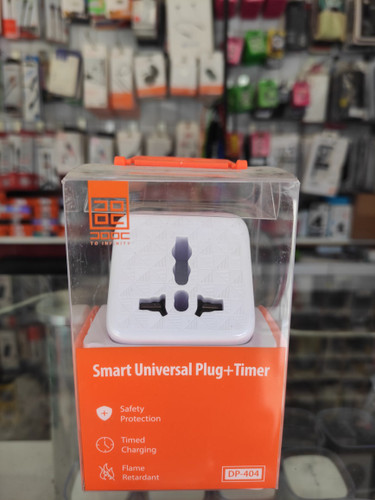 TO INFINITY
Smart Universal Plug+Timer
Safety
Protection
Timed
Charging
Flame
Retardant
DP-404